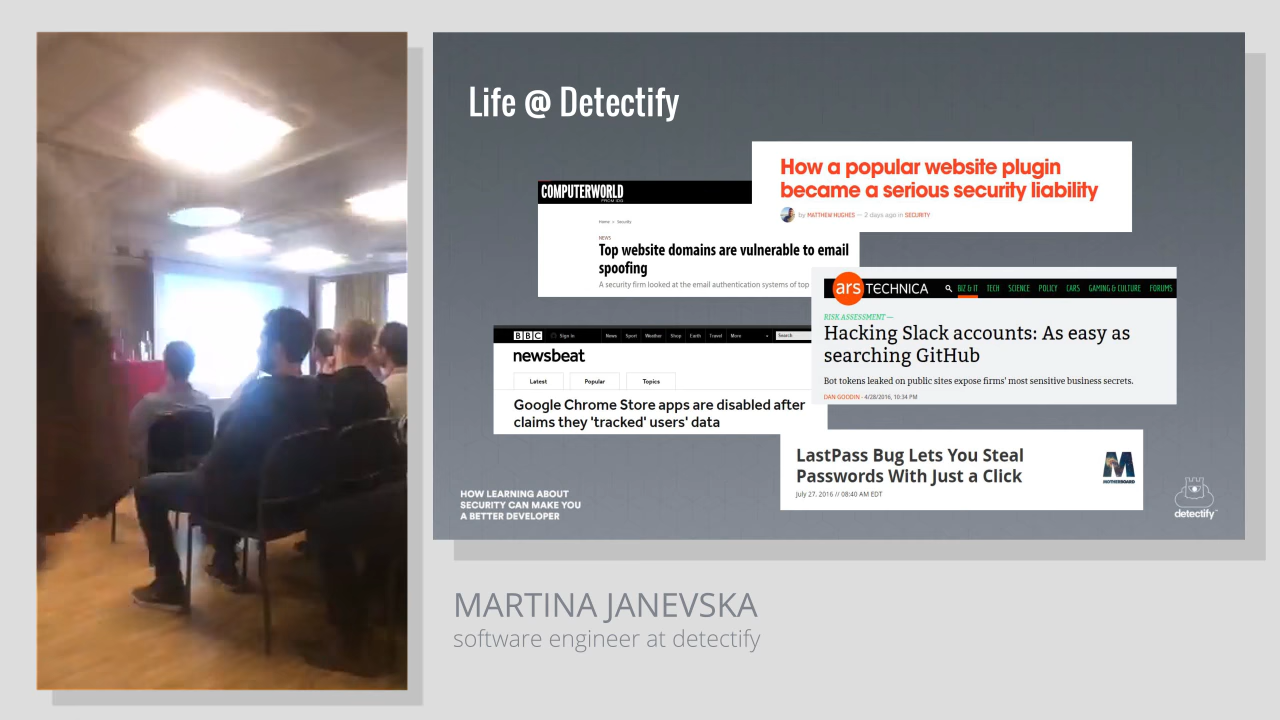 Life @ Detectify
How a popular website plugin
became a serious security liability
by MATTHEW HUGHES — 2 days ago in SECURITY
COMPUTERWORLD
FROM IDG
Home > Security
NEWS
Top website domains are vulnerable to email
spoofing
A security firm looked at the email authentication systems of top
ars TECHNICA
BIZ & IT TECH SCIENCE POLICY CARS GAMING & CULTURE FORUMS
RISK ASSESSMENT —
Hacking Slack accounts: As easy as
searching GitHub
Bot tokens leaked on public sites expose firms' most sensitive business secrets.
DAN GOODIN - 4/28/2016, 10:34 PM
BBC Sign in News Sport Weather Shop Earth Travel More Search
newsbeat
Latest Popular Topics
Google Chrome Store apps are disabled after
claims they 'tracked' users' data
LastPass Bug Lets You Steal
Passwords With Just a Click
July 27, 2016 // 08:40 AM EDT
M
MOTHERBOARD
HOW LEARNING ABOUT
SECURITY CAN MAKE YOU
A BETTER DEVELOPER
detectify
MARTINA JANEVSKA
software engineer at detectify